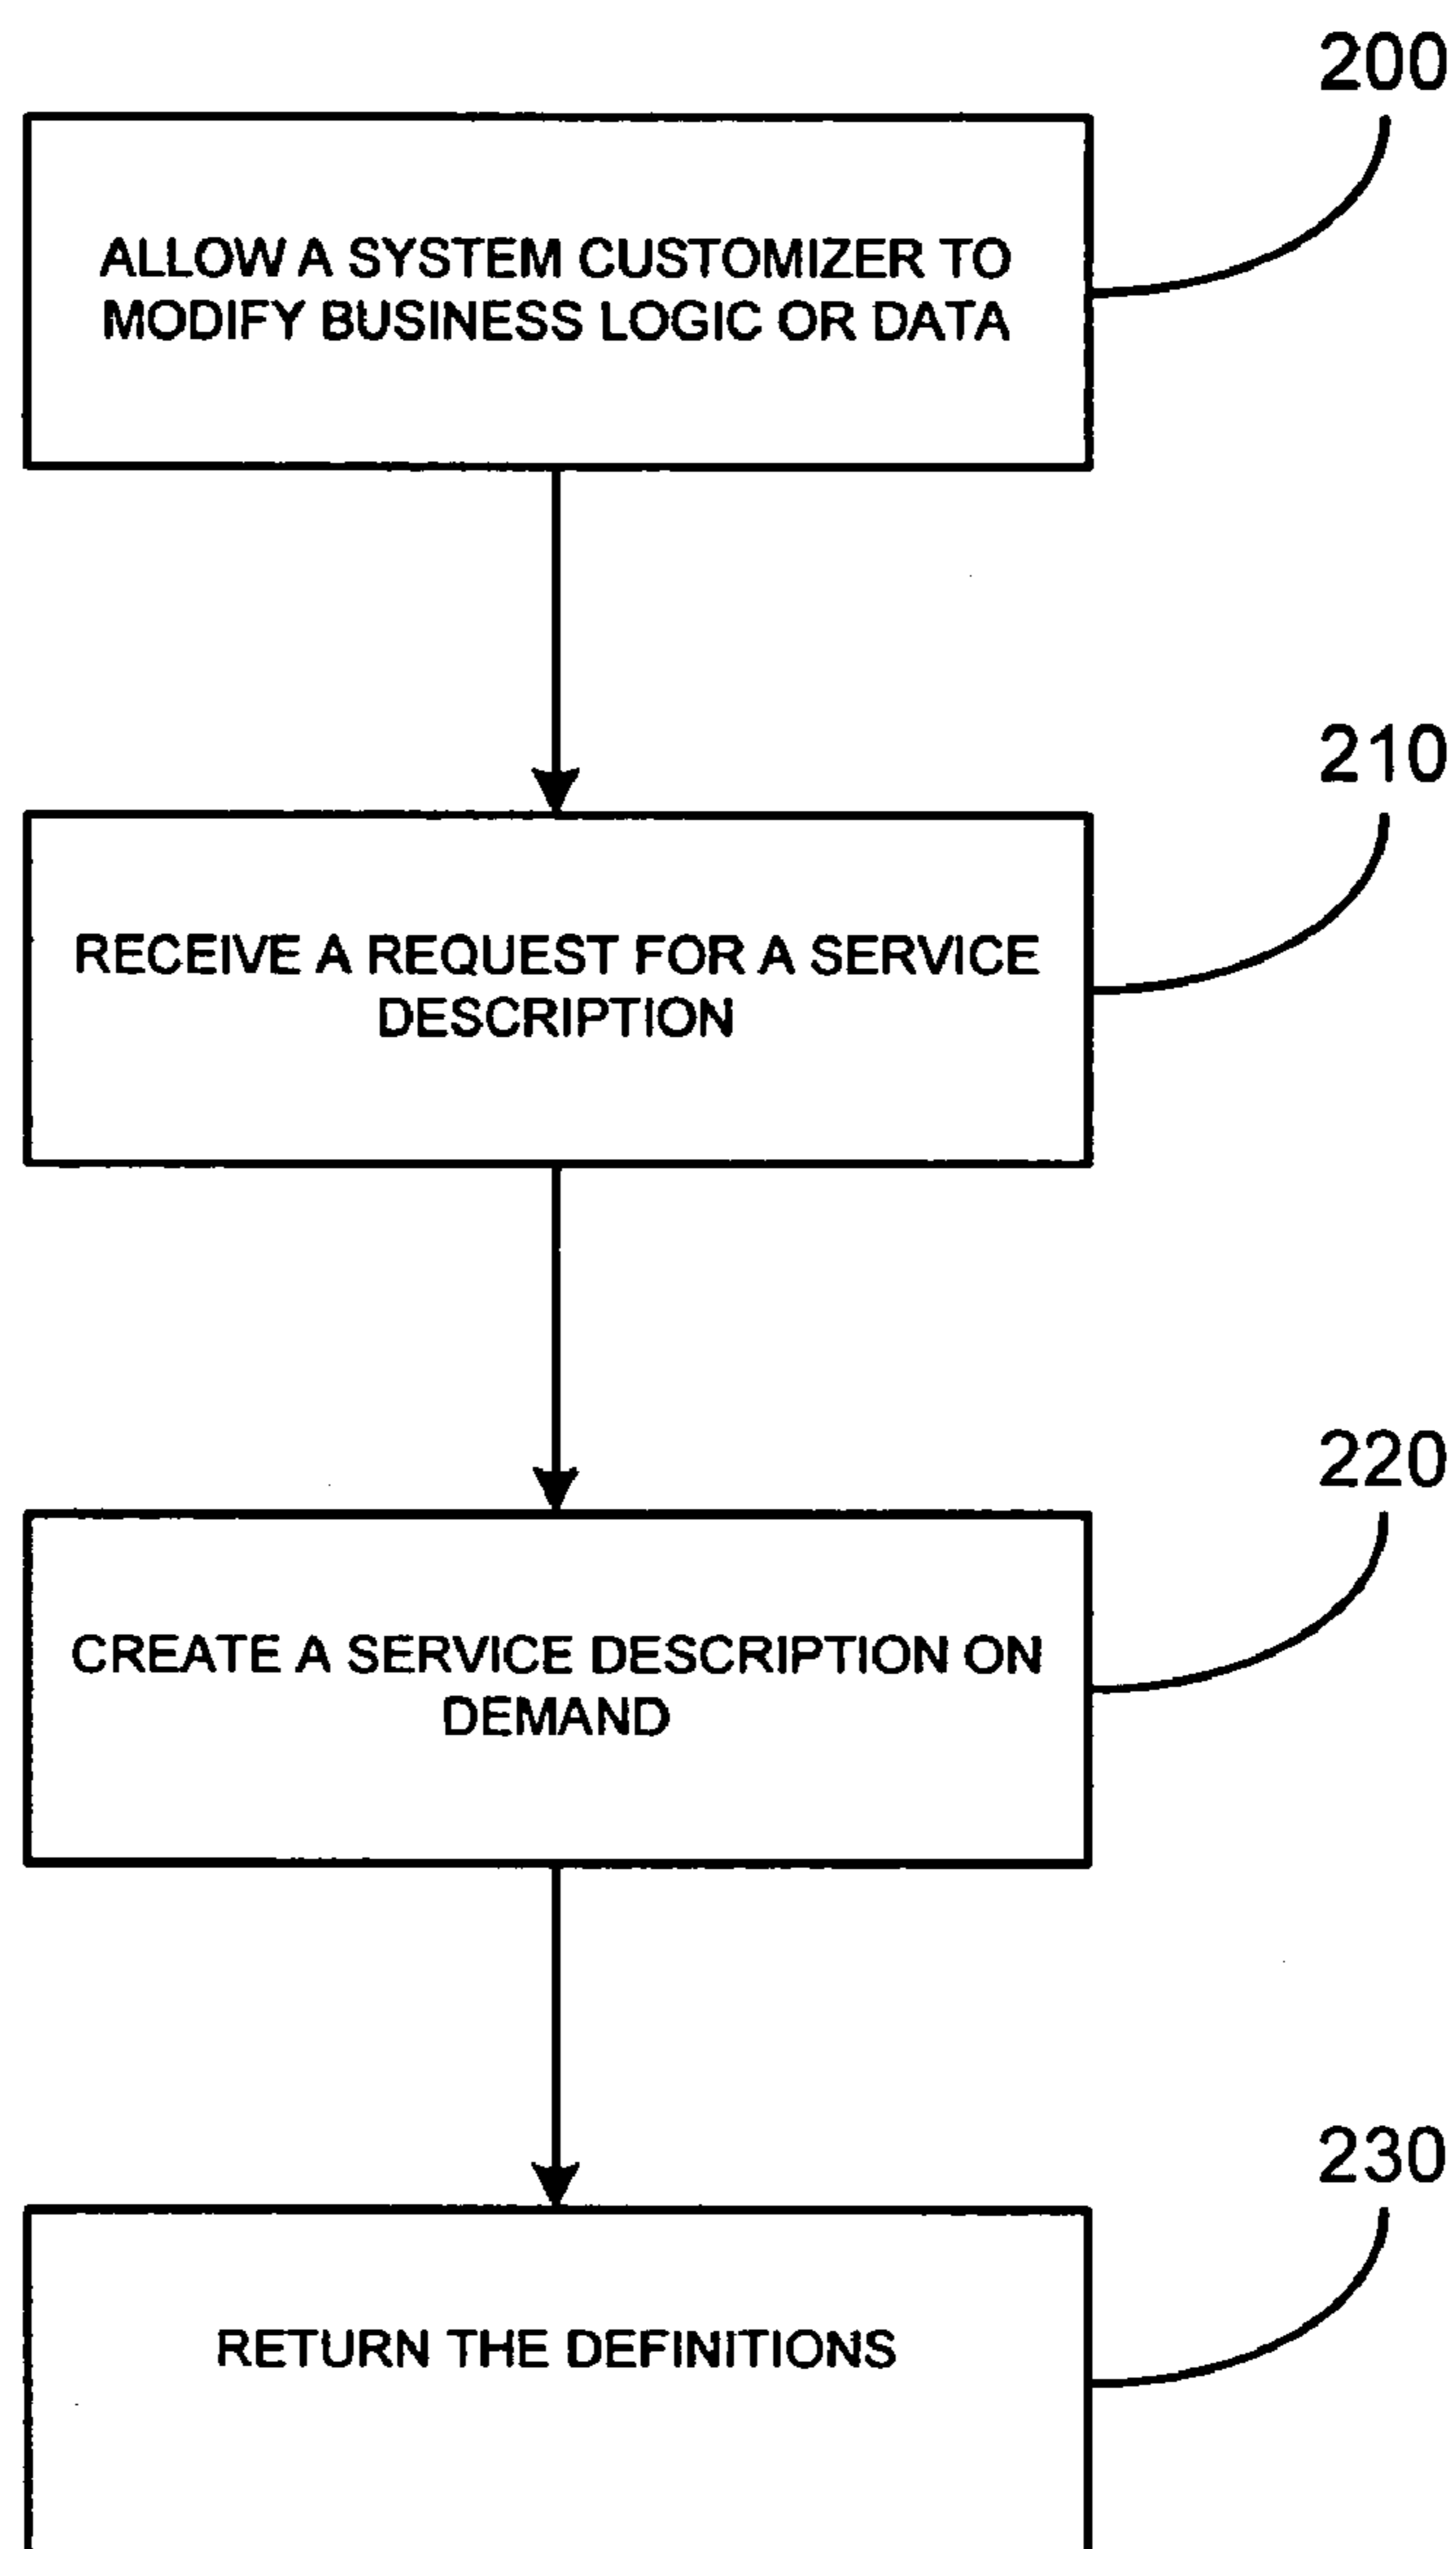 200
ALLOW A SYSTEM CUSTOMIZER TO
MODIFY BUSINESS LOGIC OR DATA
210
RECEIVE A REQUEST FOR A SERVICE
DESCRIPTION
220
CREATE A SERVICE DESCRIPTION ON
DEMAND
230
RETURN THE DEFINITIONS